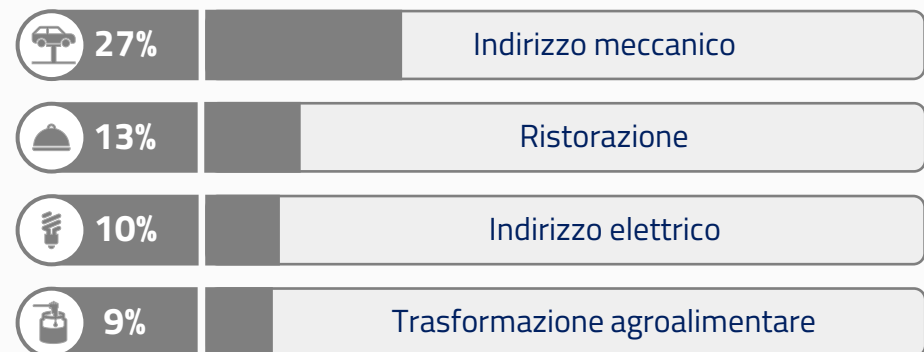 27% Indirizzo meccanico
13% Ristorazione
10% Indirizzo elettrico
9% Trasformazione agroalimentare